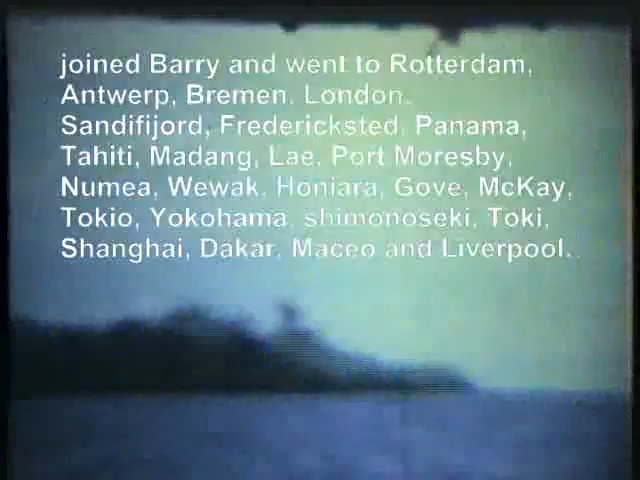 joined Barry and went to Rotterdam,
Antwerp, Bremen. London.
Sandifijord, Fredericksted, Panama,
Tahiti, Madang, Lae, Port Moresby,
Numea, Wewak, Honiara, Gove, McKay,
Tokio, Yokohama, shimonoseki, Toki,
Shanghai, Dakar, Maceo and Liverpool.